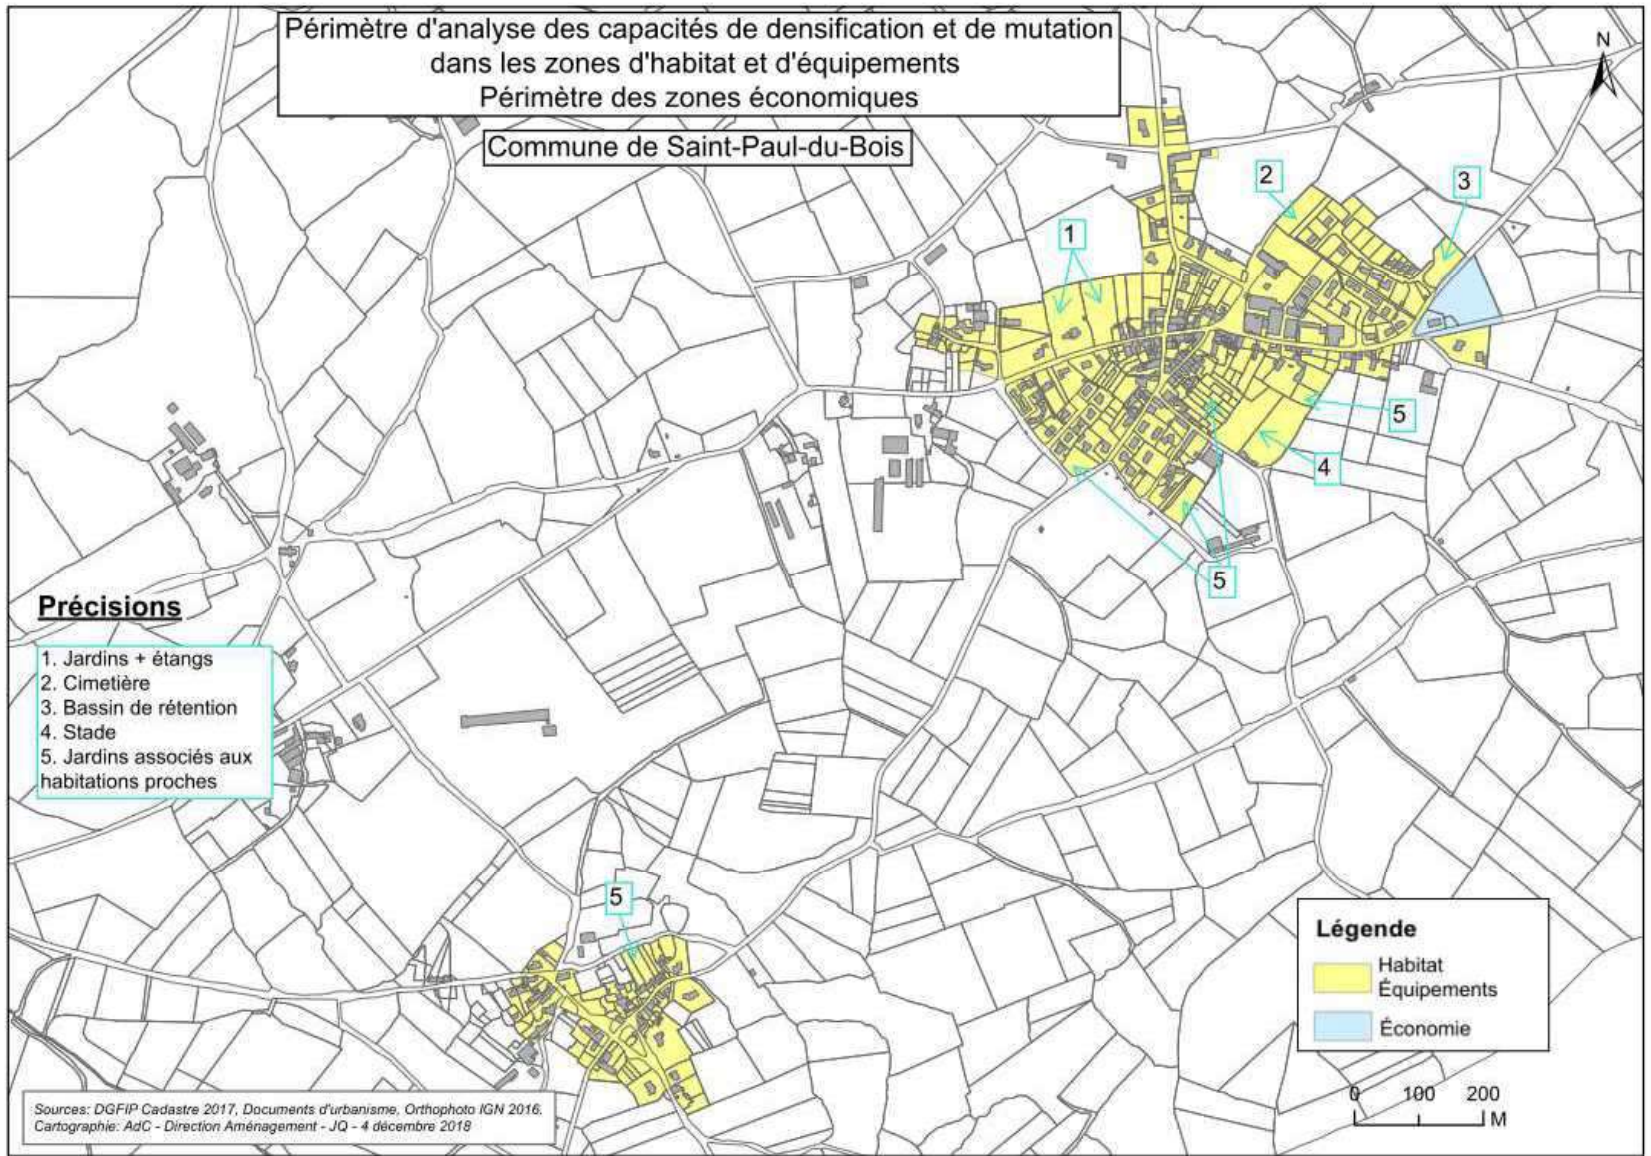 Périmètre d'analyse des capacités de densification et de mutation
dans les zones d'habitat et d'équipements
Périmètre des zones économiques
Commune de Saint-Paul-du-Bois
N
2
3
1
5
4
5
Précisions
1. Jardins + étangs
2. Cimetière
3. Bassin de rétention
4. Stade
5. Jardins associés aux
habitations proches
5
Légende
Habitat
Équipements
Économie
0 100 200
M
Sources: DGFIP Cadastre 2017, Documents d'urbanisme, Orthophoto IGN 2016.
Cartographie: AdC - Direction Aménagement - JQ - 4 décembre 2018